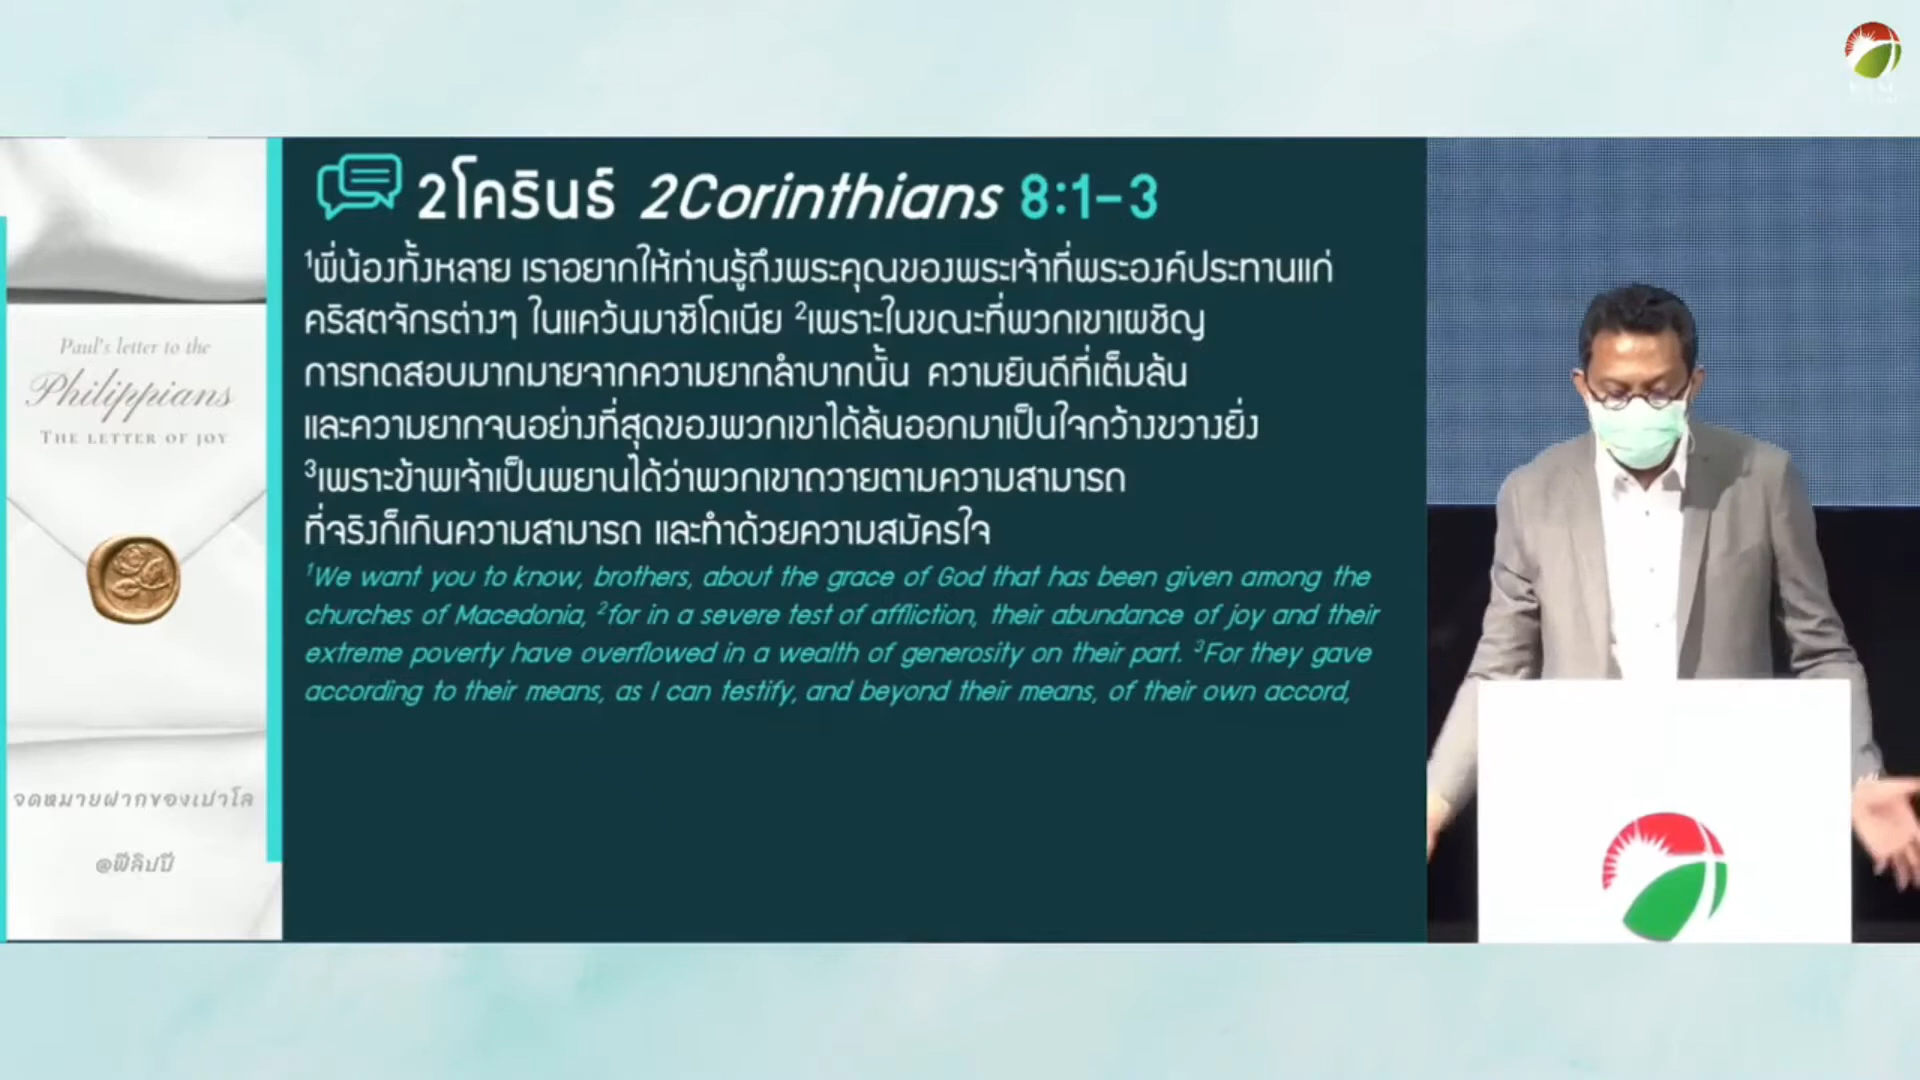 2โครินธ์ 2Corinthians 8:1-3
1พี่น้องทั้งหลาย เราอยากให้ท่านรู้ถึงพระคุณของพระเจ้าที่พระองค์ประทานแก่
คริสตจักรต่างๆ ในแคว้นมาซิโดเนีย 2เพราะในขณะที่พวกเขาเผชิญ
การทดสอบมากมายจากความยากลำบากนั้น ความยินดีที่เต็มล้น
และความยากจนอย่างที่สุดของพวกเขาได้ล้นออกมาเป็นใจกว้างขวางยิ่ง
3เพราะข้าพเจ้าเป็นพยานได้ว่าพวกเขาถวายตามความสามารถ
ที่จริงก็เกินความสามารถ และทำด้วยความสมัครใจ
1We want you to know, brothers, about the grace of God that has been given among the
churches of Macedonia, 2for in a severe test of affliction, their abundance of joy and their
extreme poverty have overflowed in a wealth of generosity on their part. 3For they gave
according to their means, as I can testify, and beyond their means, of their own accord,
Paul's letter to the
Philippians
THE LETTER OF JOY
จดหมายฝากของเปาโล
@ฟีลิปปี